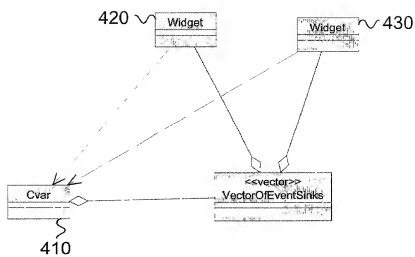 420
Widget
Widget
430
Cvar
<<vector>>
VectorOfEventSinks
410